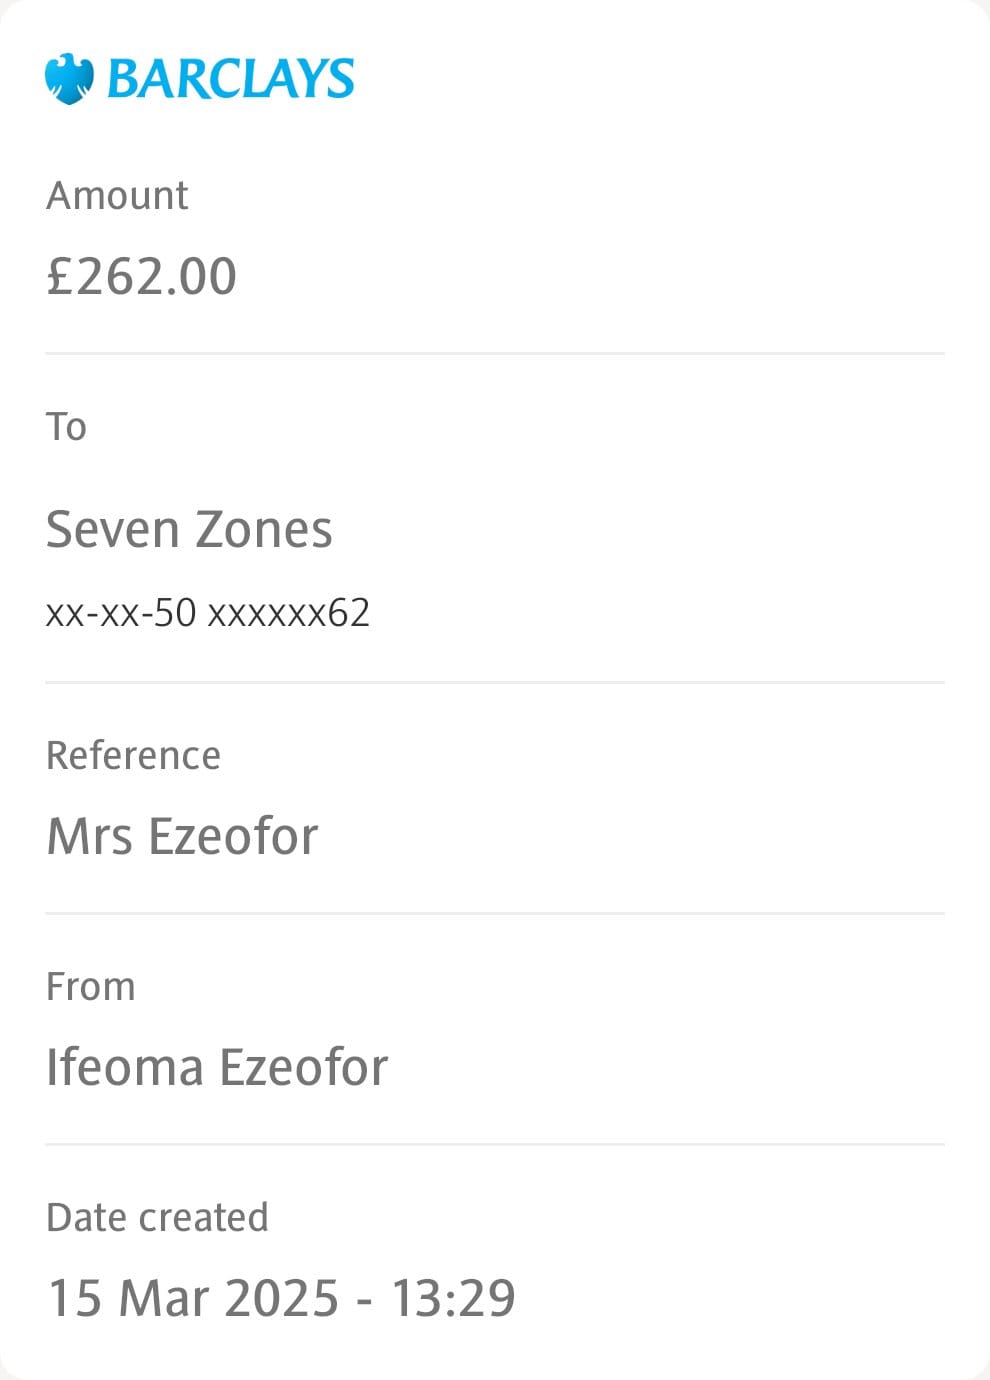 BARCLAYS
Amount
£262.00
To
Seven Zones
xx-xx-50 xxxxxx62
Reference
Mrs Ezeofor
From
Ifeoma Ezeofor
Date created
15 Mar 2025 - 13:29